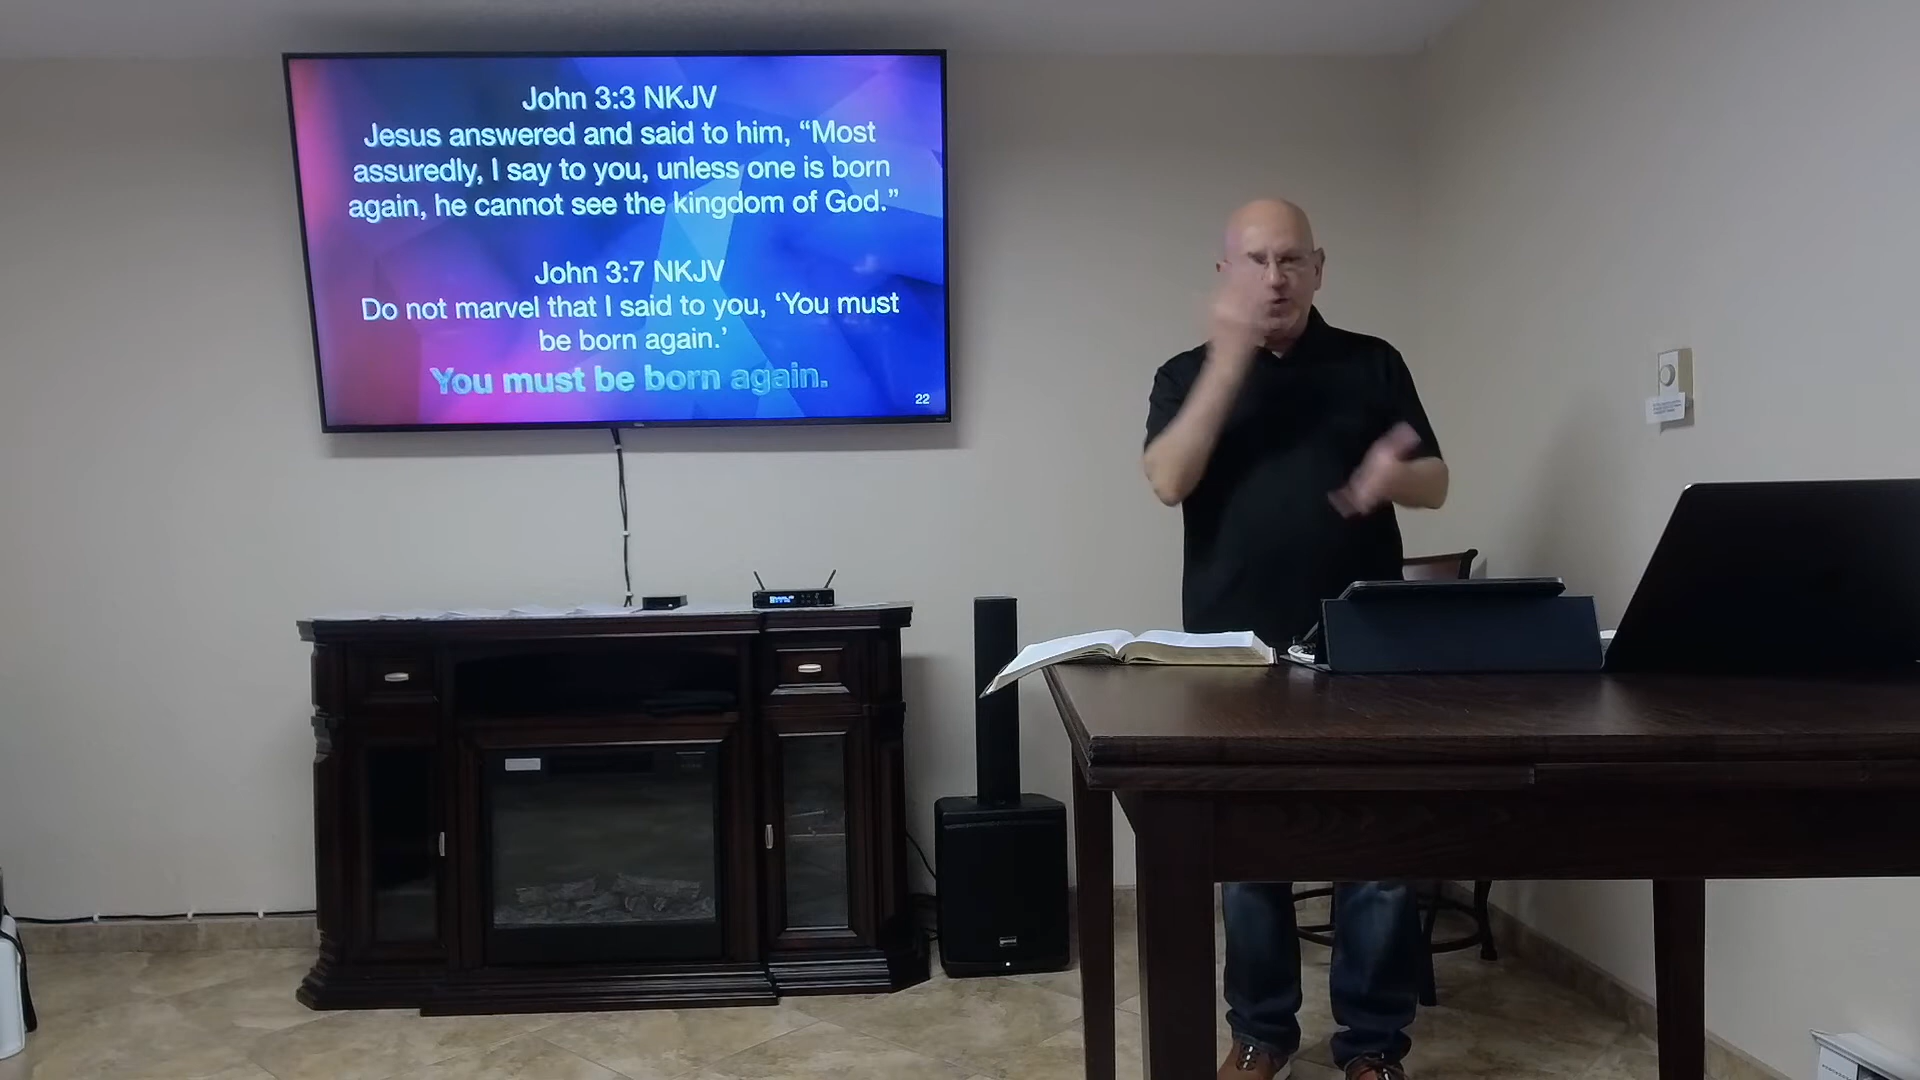 John 3:3 NKJV
Jesus answered and said to him, “Most
assuredly, I say to you, unless one is born
again, he cannot see the kingdom of God.”
John 3:7 NKJV
Do not marvel that I said to you, ‘You must
be born again.’
You must be born again.
22